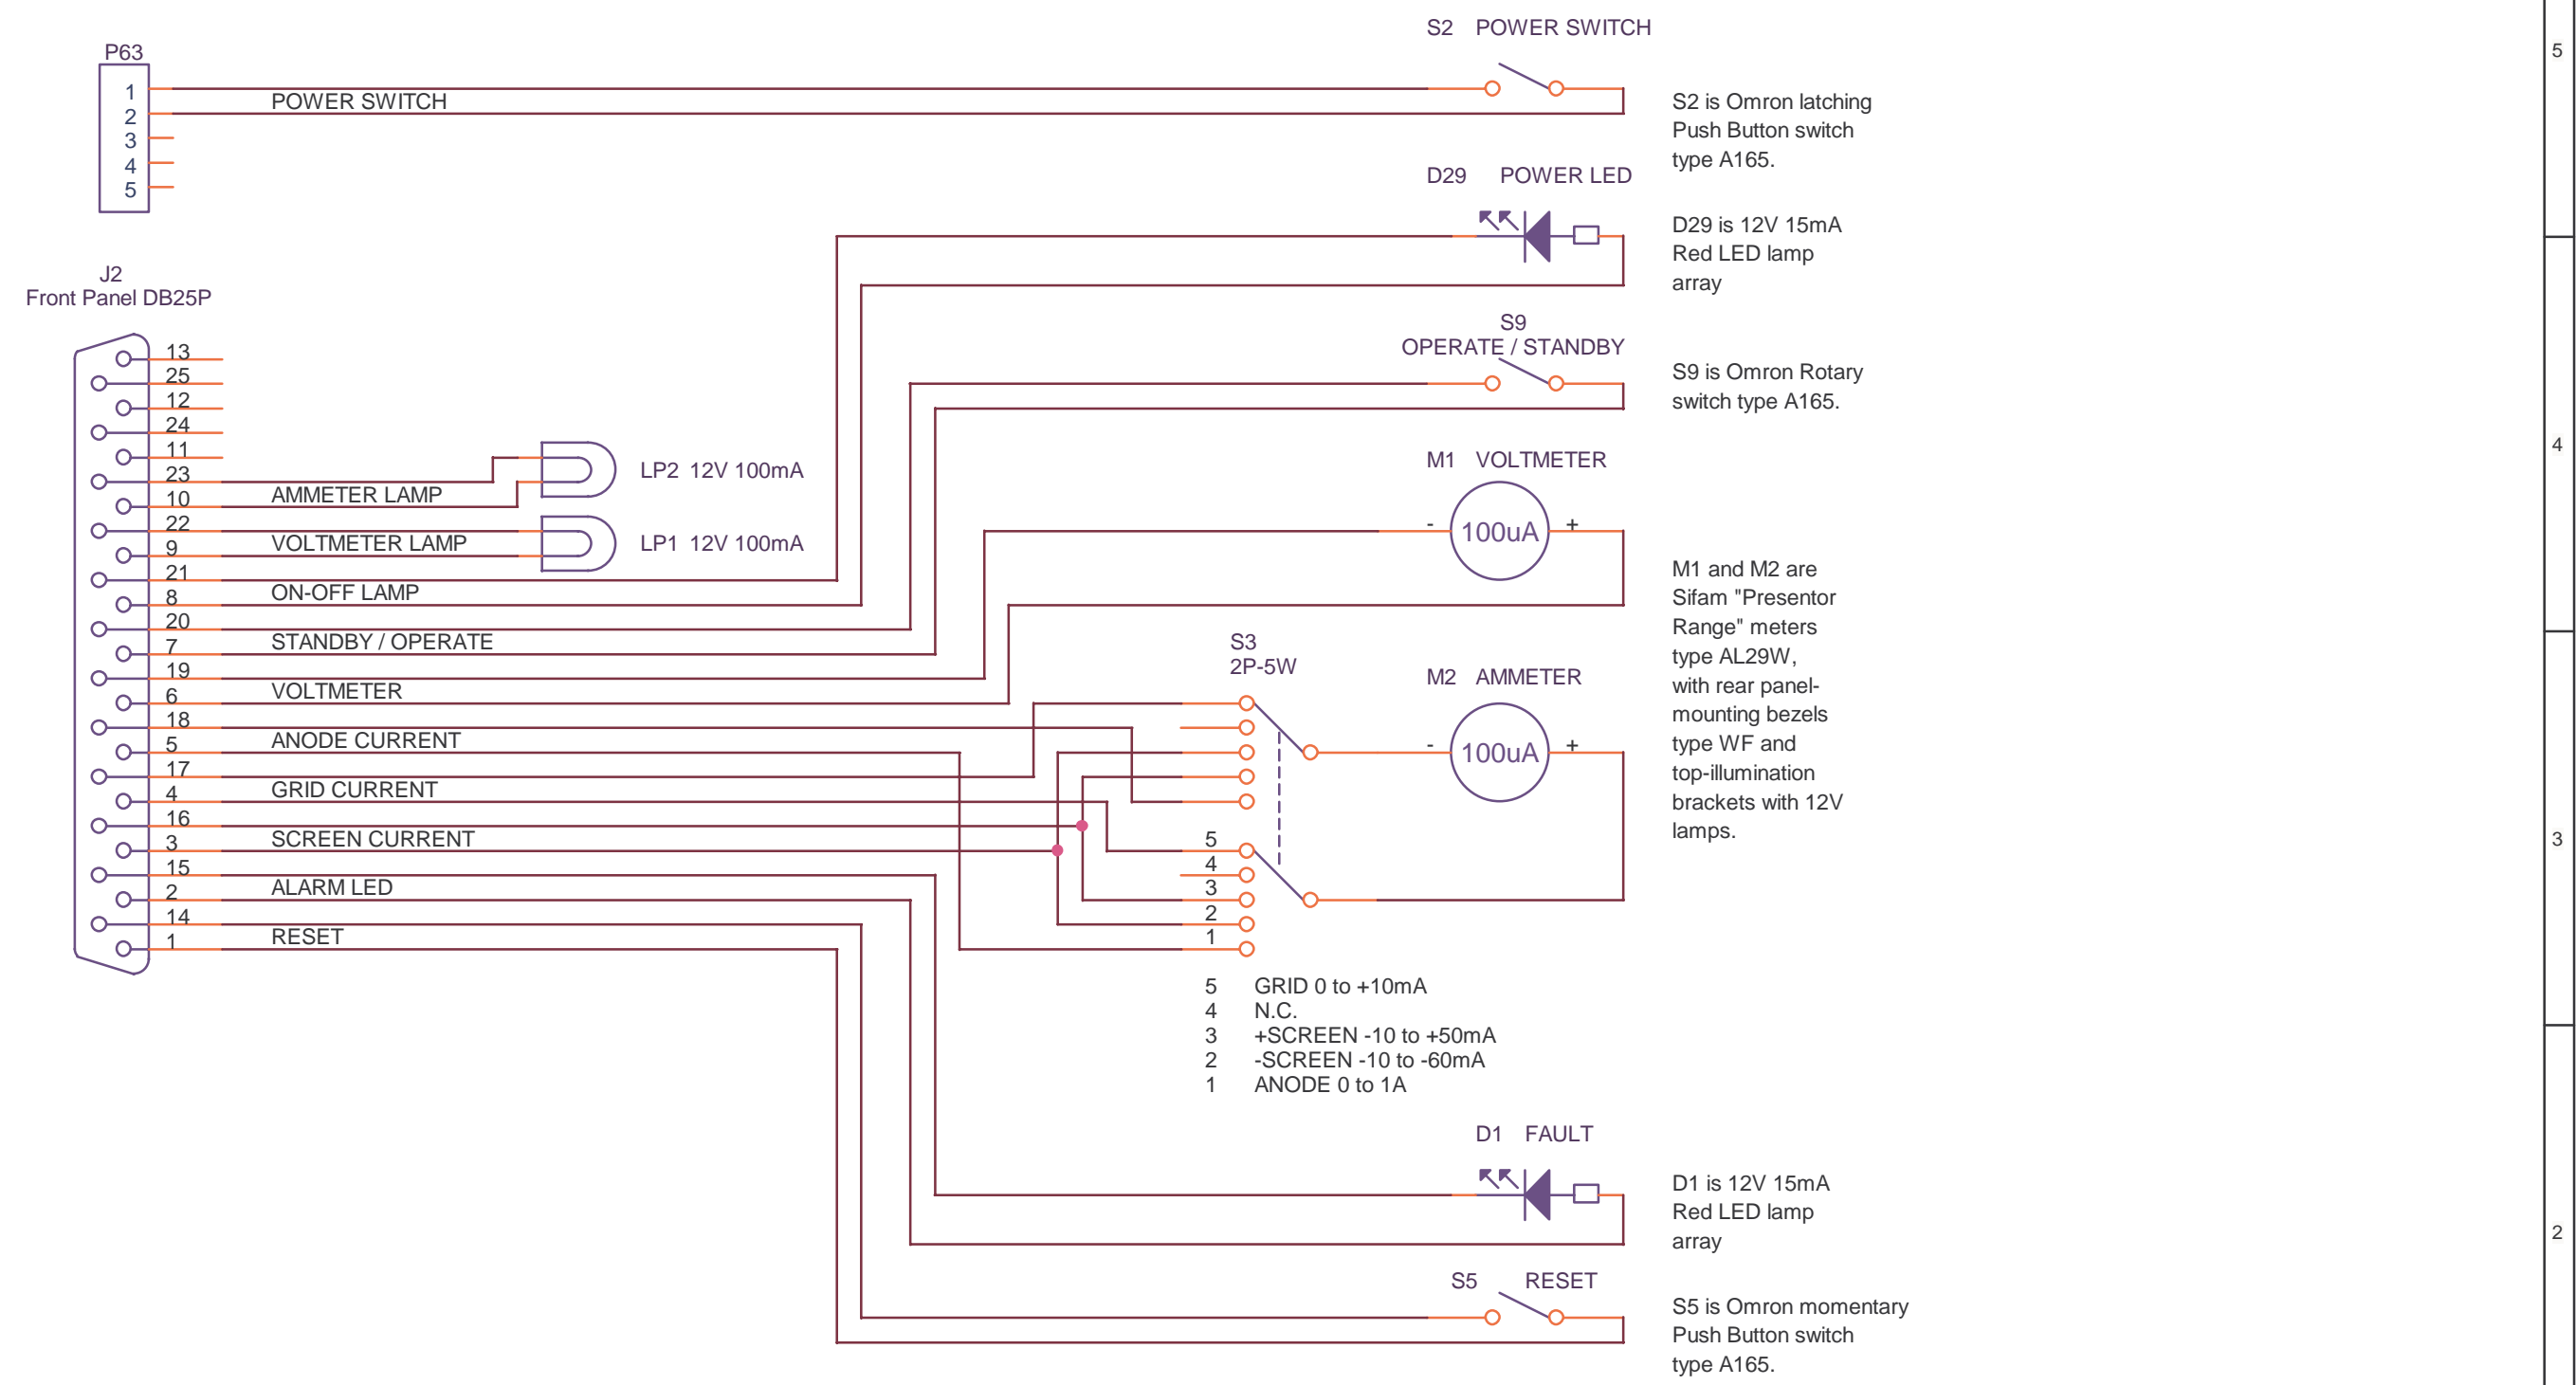 S2 POWER SWITCH
P63
1
2
3
4
5
POWER SWITCH
S2 is Omron latching
Push Button switch
type A165.
D29 POWER LED
D29 is 12V 15mA
Red LED lamp
array
J2
Front Panel DB25P
S9
OPERATE / STANDBY
S9 is Omron Rotary
switch type A165.
13
25
12
24
11
23
10
22
9
21
8
20
7
19
6
18
5
17
4
16
3
15
2
14
1
AMMETER LAMP
VOLTMETER LAMP
ON-OFF LAMP
STANDBY / OPERATE
VOLTMETER
ANODE CURRENT
GRID CURRENT
SCREEN CURRENT
ALARM LED
RESET
LP2 12V 100mA
LP1 12V 100mA
M1 VOLTMETER
- 100uA +
M1 and M2 are
Sifam "Presentor
Range" meters
type AL29W,
with rear panel-
mounting bezels
type WF and
top-illumination
brackets with 12V
lamps.
S3
2P-5W
M2 AMMETER
- 100uA +
5
4
3
2
1
5 GRID 0 to +10mA
4 N.C.
3 +SCREEN -10 to +50mA
2 -SCREEN -10 to -60mA
1 ANODE 0 to 1A
D1 FAULT
D1 is 12V 15mA
Red LED lamp
array
S5 RESET
S5 is Omron momentary
Push Button switch
type A165.
5
4
3
2